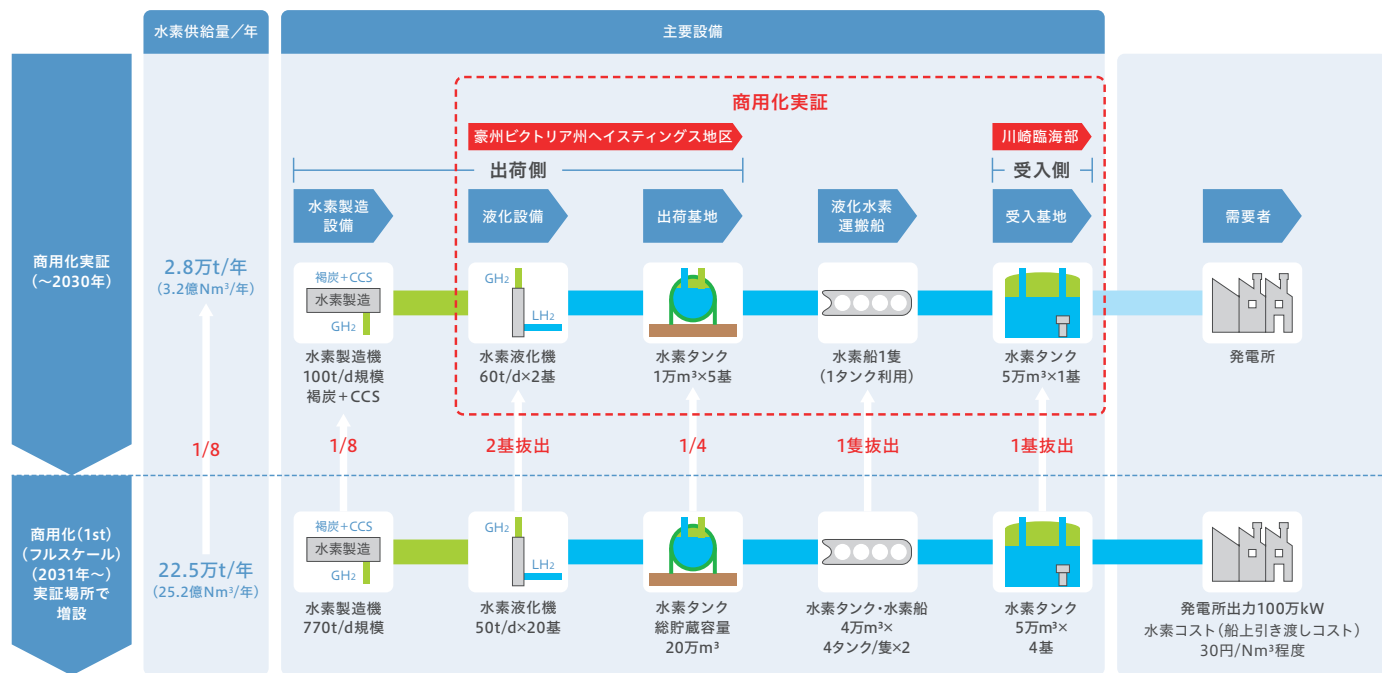 水素供給量／年
主要設備
商用化実証
豪州ビクトリア州ヘイスティングス地区
川崎臨海部
出荷側
受入側
水素製造
設備
液化設備
出荷基地
液化水素
運搬船
受入基地
需要者
商用化実証
（～2030年）
2.8万t/年
（3.2億Nm³/年）
褐炭＋CCS
水素製造
GH₂
GH₂
LH₂
水素製造機
100t/d規模
褐炭＋CCS
水素液化機
60t/d×2基
水素タンク
1万m³×5基
水素船1隻
（1タンク利用）
水素タンク
5万m³×1基
発電所
1/8
1/8
2基抜出
1/4
1隻抜出
1基抜出
商用化（1st）
（フルスケール）
（2031年～）
実証場所で
増設
22.5万t/年
（25.2億Nm³/年）
褐炭＋CCS
水素製造
GH₂
GH₂
LH₂
水素製造機
770t/d規模
水素液化機
50t/d×20基
水素タンク
総貯蔵容量
20万m³
水素タンク・水素船
4万m³×
4タンク/隻×2
水素タンク
5万m³×
4基
発電所出力100万kW
水素コスト（船上引き渡しコスト）
30円/Nm³程度